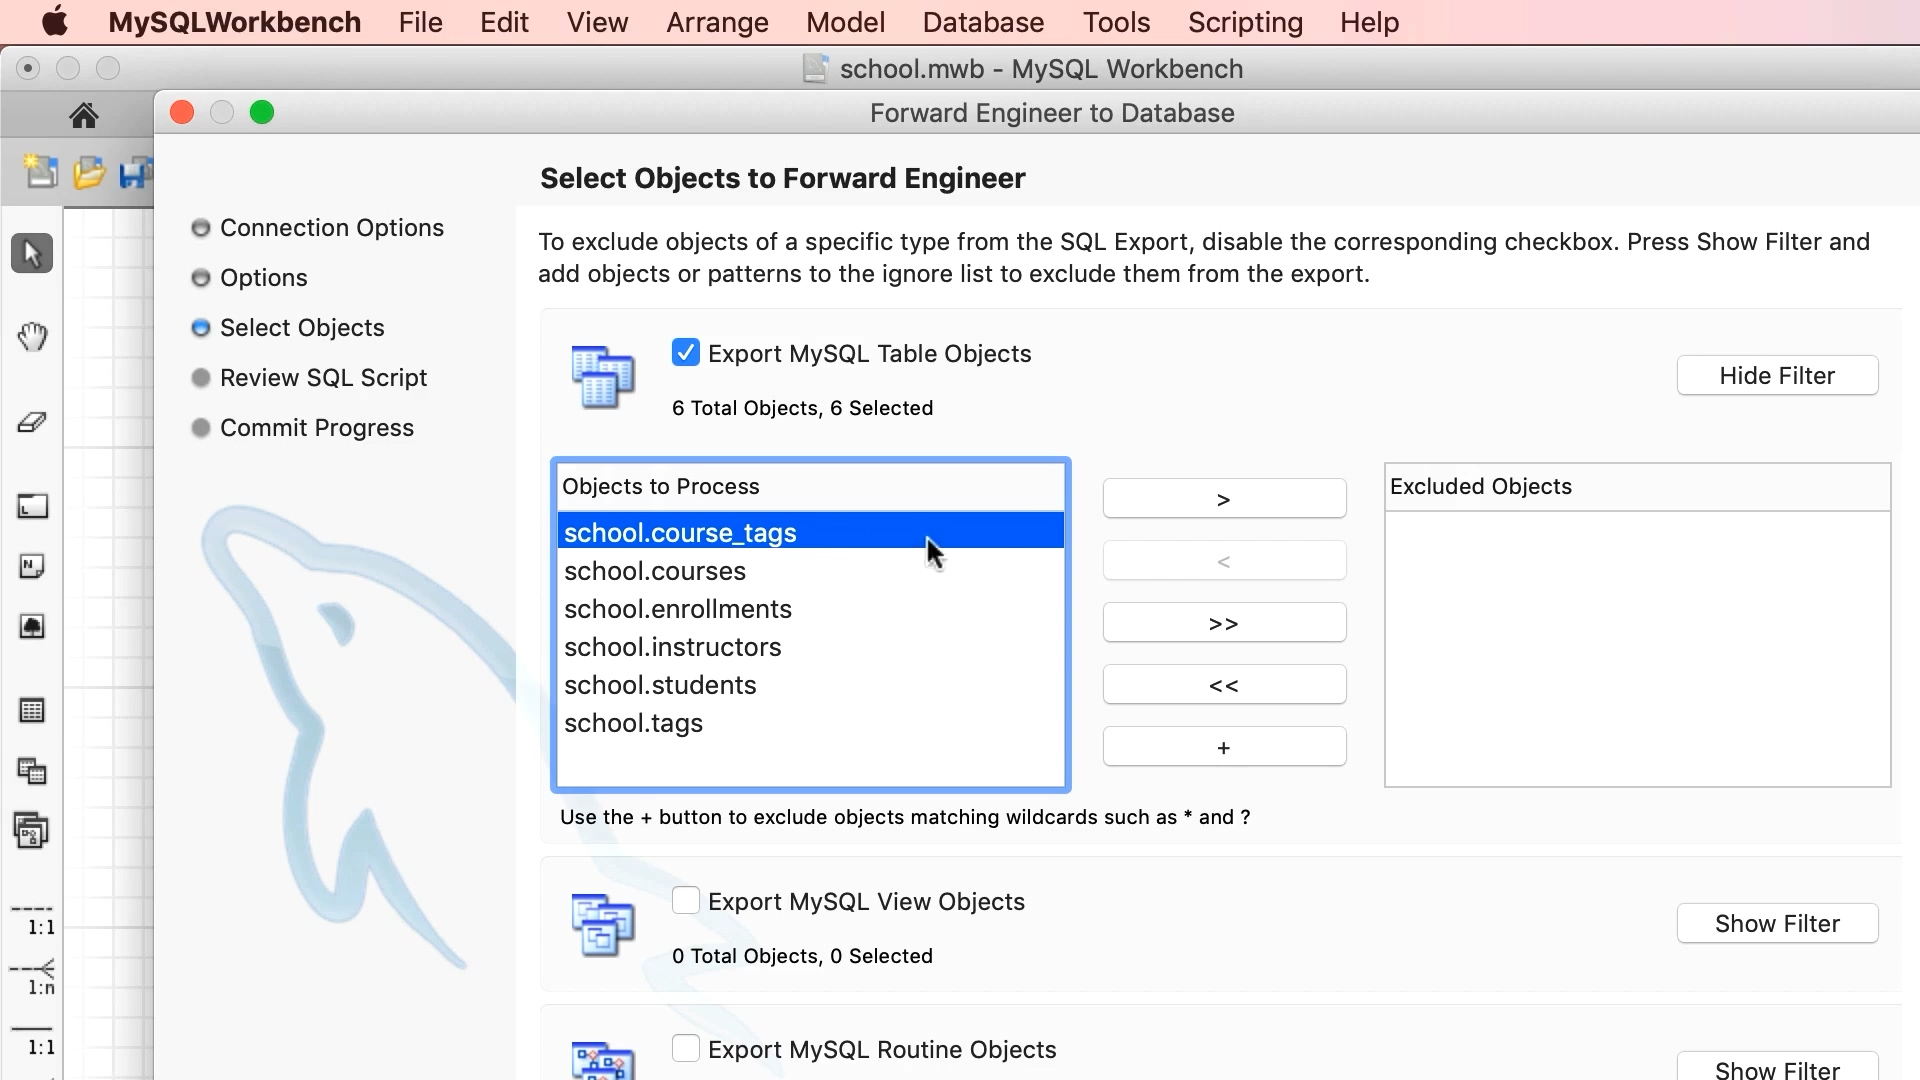 MySQLWorkbench File Edit View Arrange Model Database Tools Scripting Help
school.mwb - MySQL Workbench
Forward Engineer to Database
Select Objects to Forward Engineer
Connection Options
Options
Select Objects
Review SQL Script
Commit Progress
To exclude objects of a specific type from the SQL Export, disable the corresponding checkbox. Press Show Filter and
add objects or patterns to the ignore list to exclude them from the export.
Export MySQL Table Objects
6 Total Objects, 6 Selected
Hide Filter
Objects to Process
school.course_tags
school.courses
school.enrollments
school.instructors
school.students
school.tags
>
<
>>
<<
+
Excluded Objects
Use the + button to exclude objects matching wildcards such as * and ?
Export MySQL View Objects
0 Total Objects, 0 Selected
Show Filter
Export MySQL Routine Objects
Show Filter
1:1
1:n
1:1